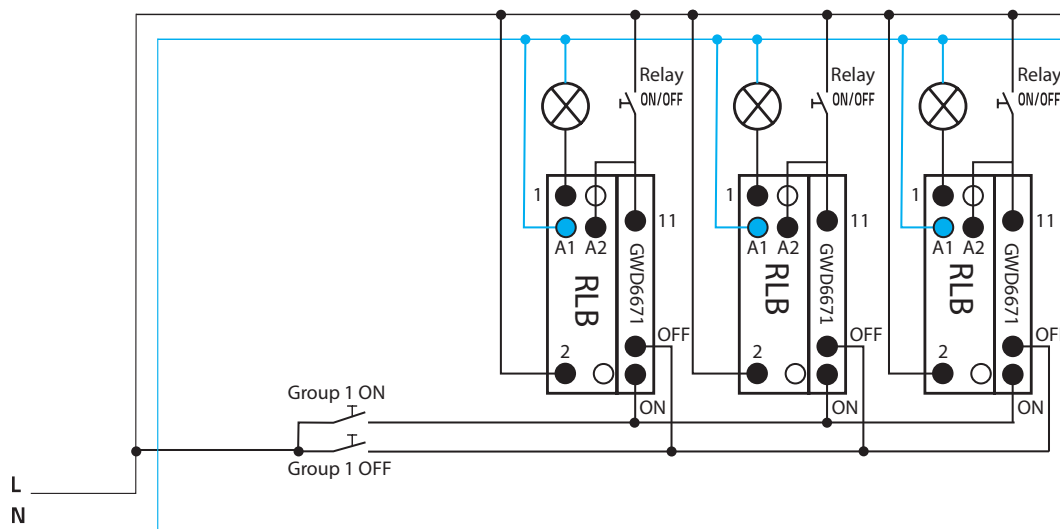 Relay
ON/OFF
Relay
ON/OFF
Relay
ON/OFF
1
11
A1
A2
RLB
GWD6671
OFF
2
ON
1
11
A1
A2
RLB
GWD6671
OFF
2
ON
1
11
A1
A2
RLB
GWD6671
OFF
2
ON
Group 1 ON
Group 1 OFF
L
N